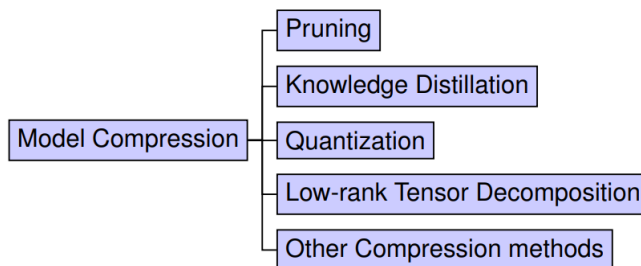 Pruning
Knowledge Distillation
Model Compression
Quantization
Low-rank Tensor Decomposition
Other Compression methods